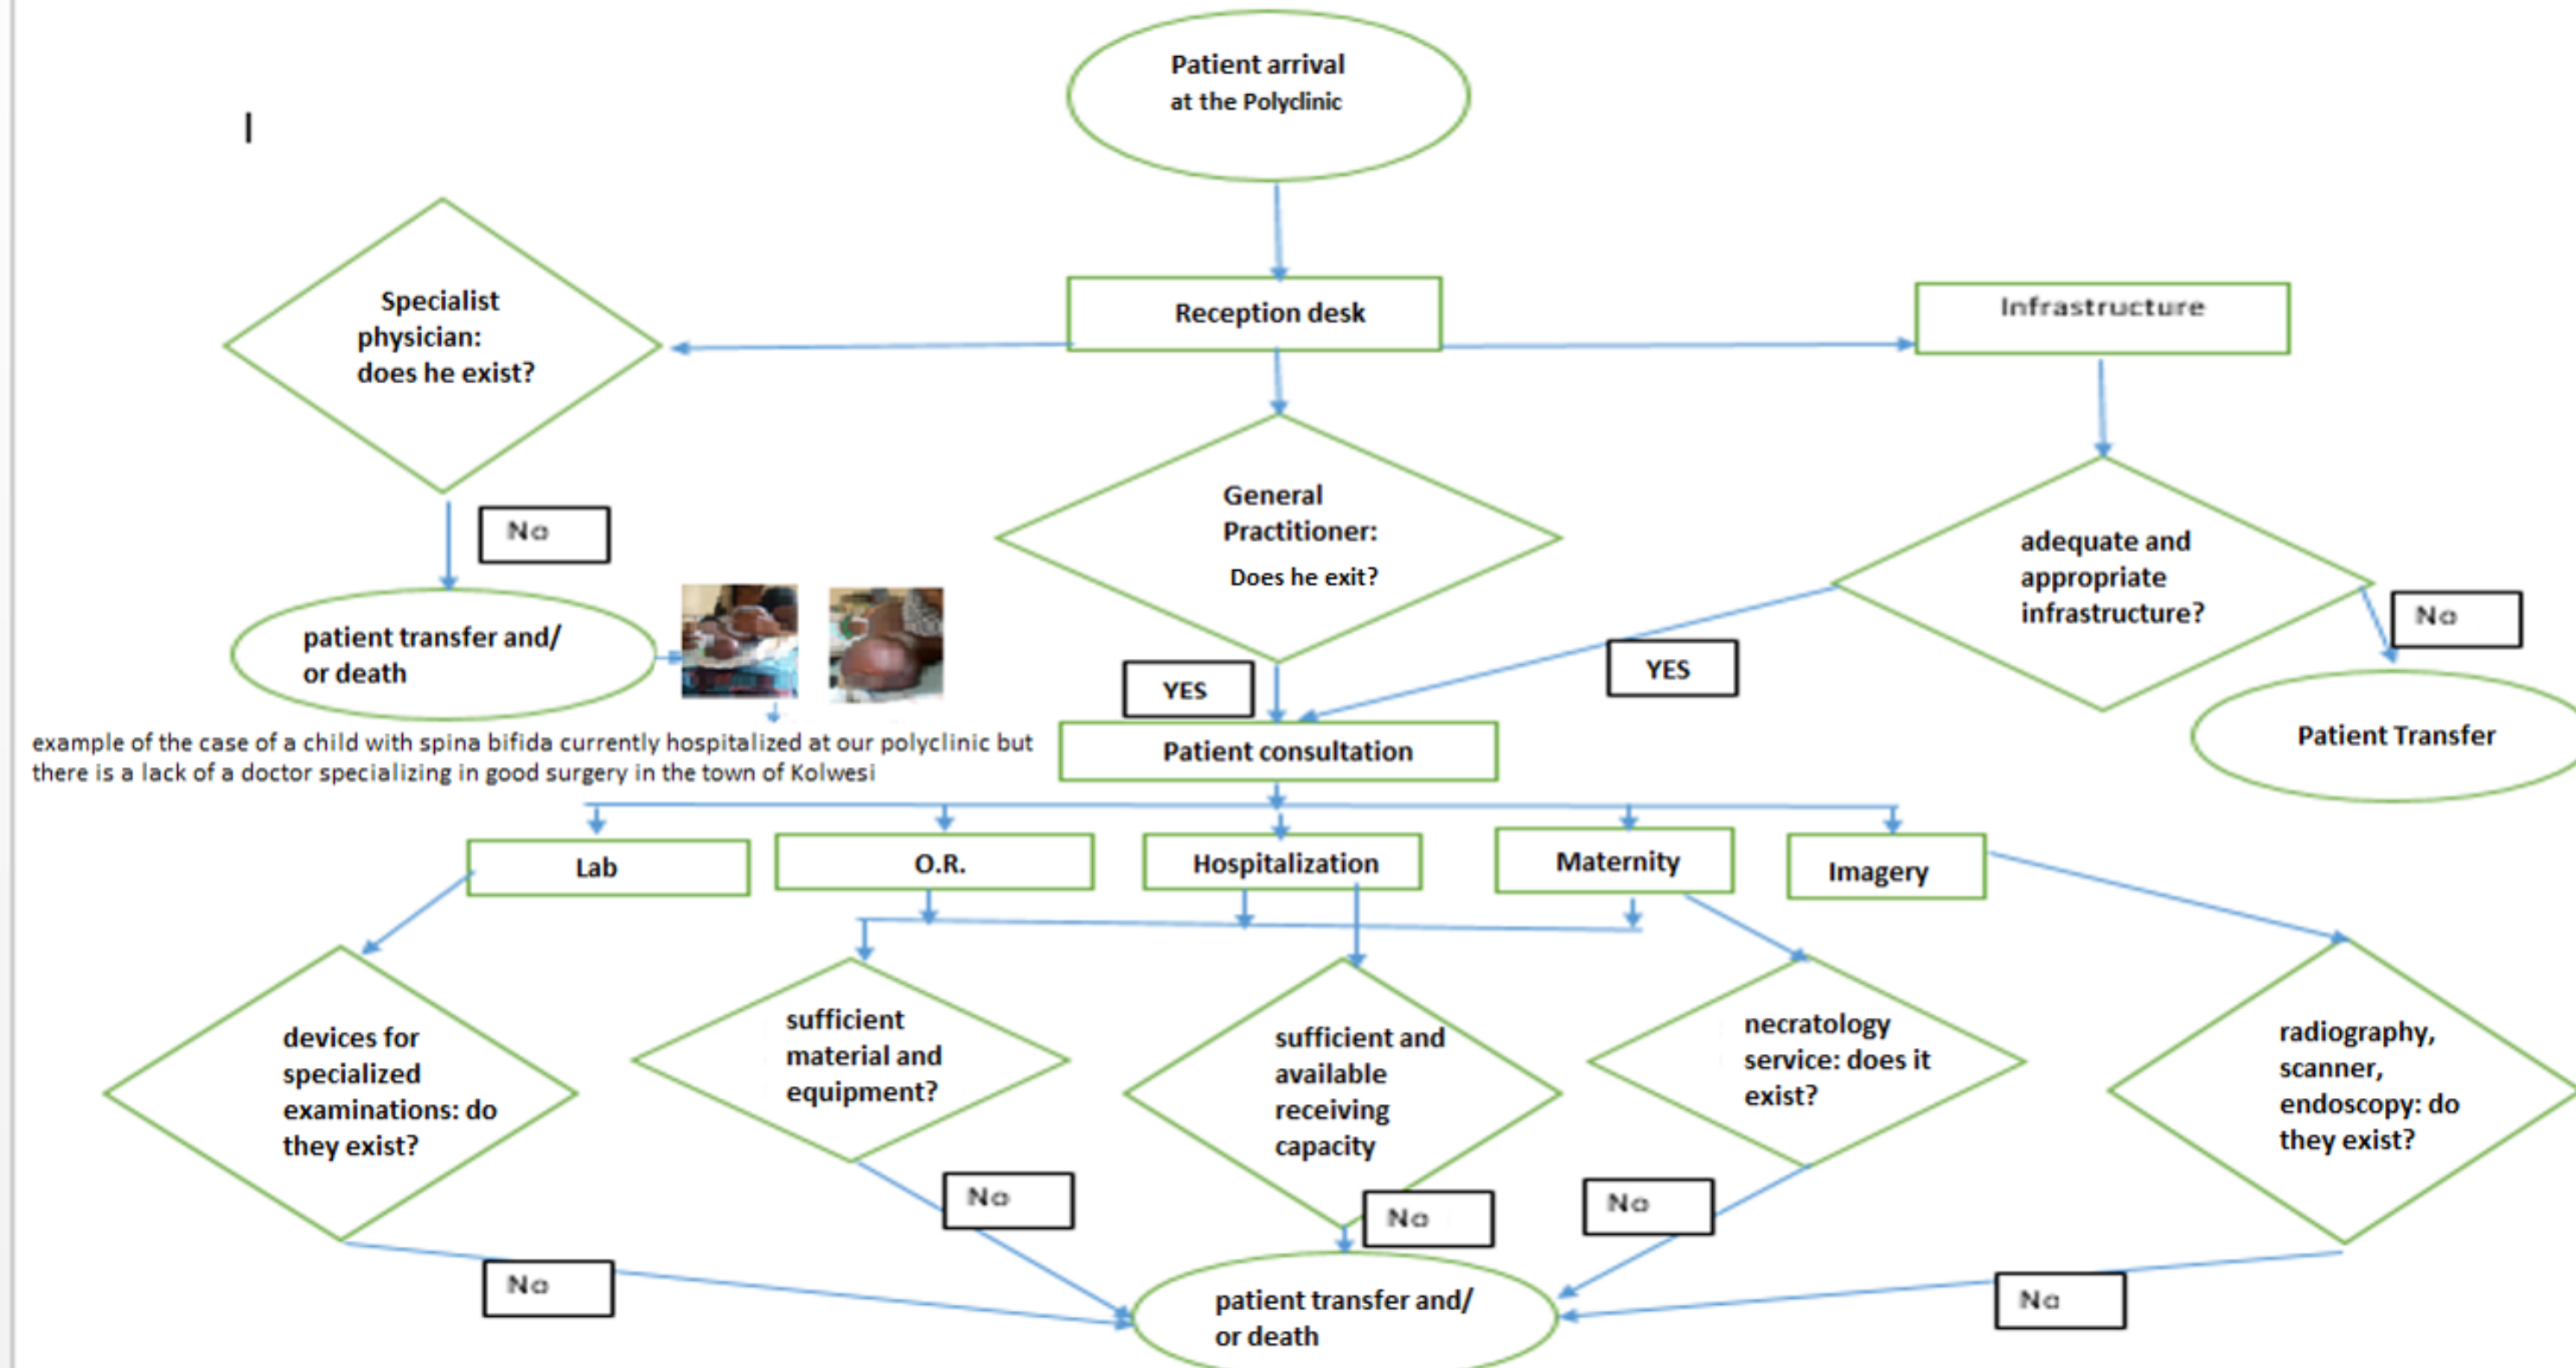 Patient arrival
at the Polyclinic
Specialist
physician:
does he exist?
Reception desk
Infrastructure
No
General
Practitioner:
Does he exit?
adequate and
appropriate
infrastructure?
No
patient transfer and/
or death
YES
YES
Patient Transfer
example of the case of a child with spina bifida currently hospitalized at our polyclinic but
there is a lack of a doctor specializing in good surgery in the town of Kolwesi
Patient consultation
Lab
O.R.
Hospitalization
Maternity
Imagery
devices for
specialized
examinations: do
they exist?
sufficient
material and
equipment?
sufficient and
available
receiving
capacity
necratology
service: does it
exist?
radiography,
scanner,
endoscopy: do
they exist?
No
No
No
No
No
patient transfer and/
or death